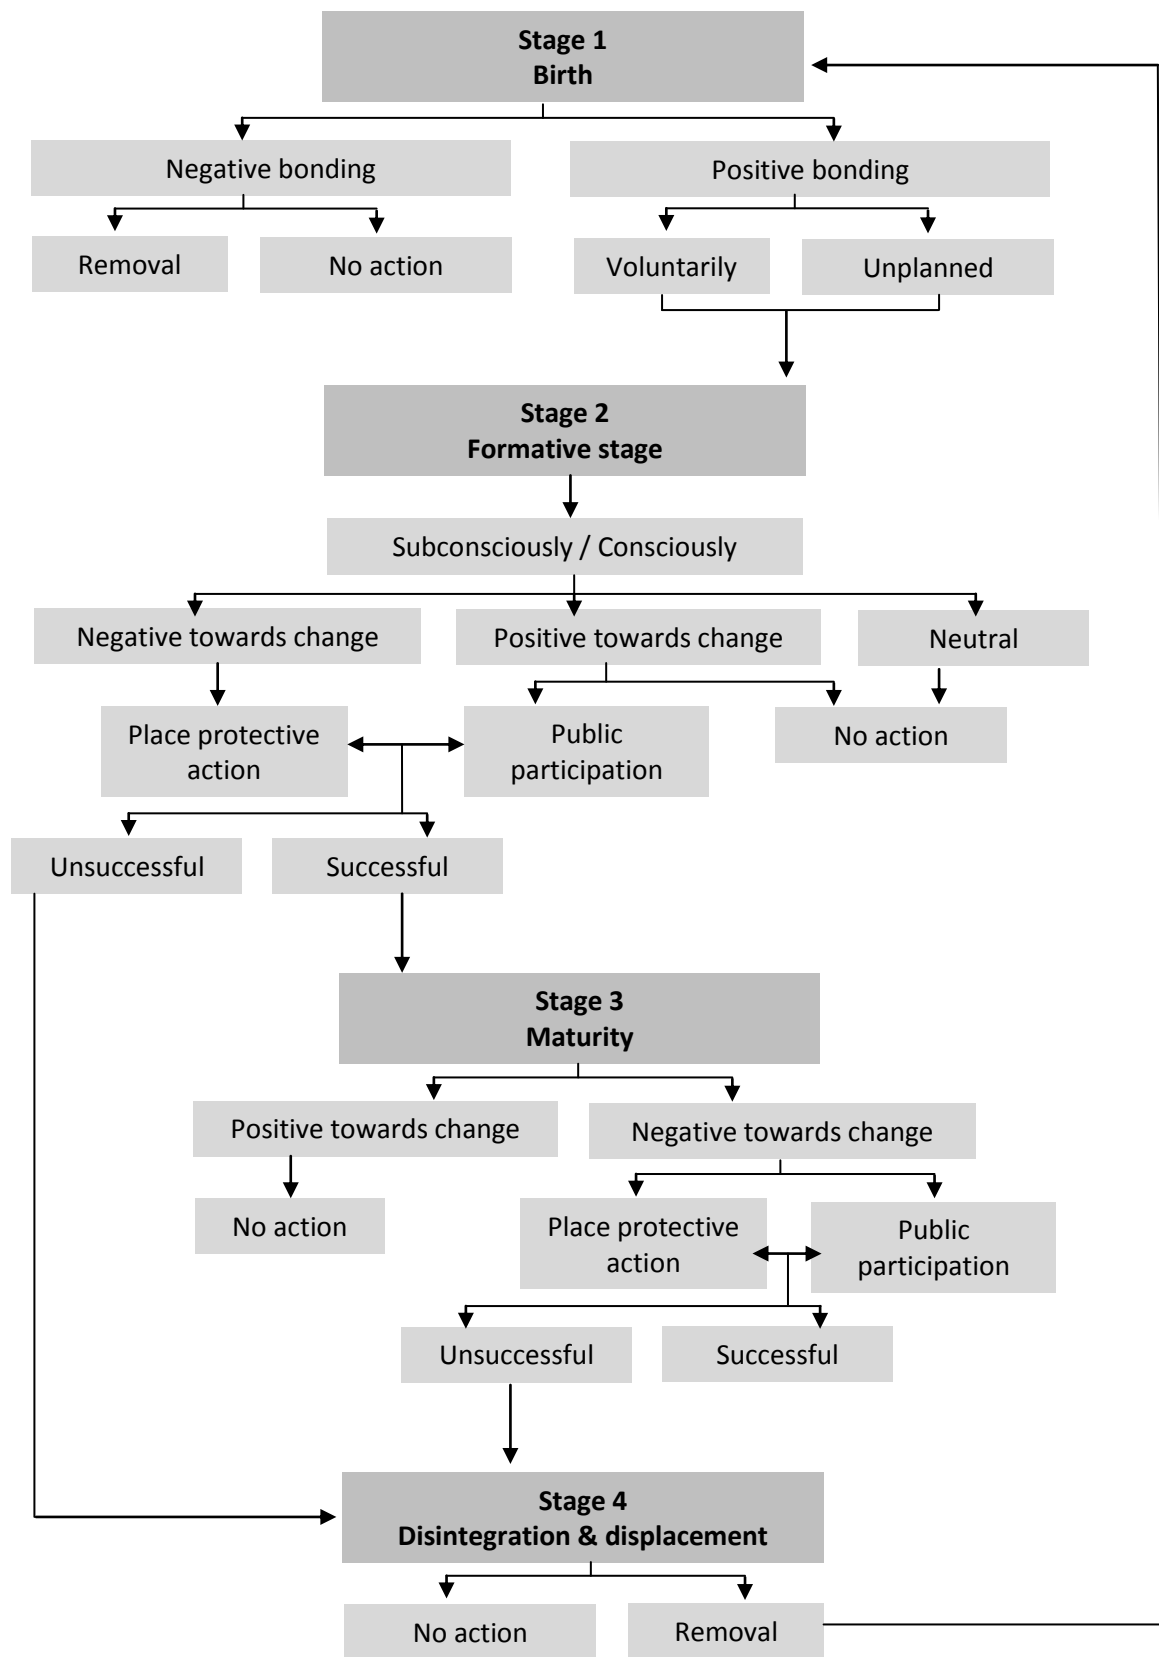 Stage 1
Birth
Negative bonding
Positive bonding
Removal
No action
Voluntarily
Unplanned
Stage 2
Formative stage
Subconsciously / Consciously
Negative towards change
Positive towards change
Neutral
Place protective
action
Public
participation
No action
Unsuccessful
Successful
Stage 3
Maturity
Positive towards change
Negative towards change
No action
Place protective
action
Public
participation
Unsuccessful
Successful
Stage 4
Disintegration & displacement
No action
Removal